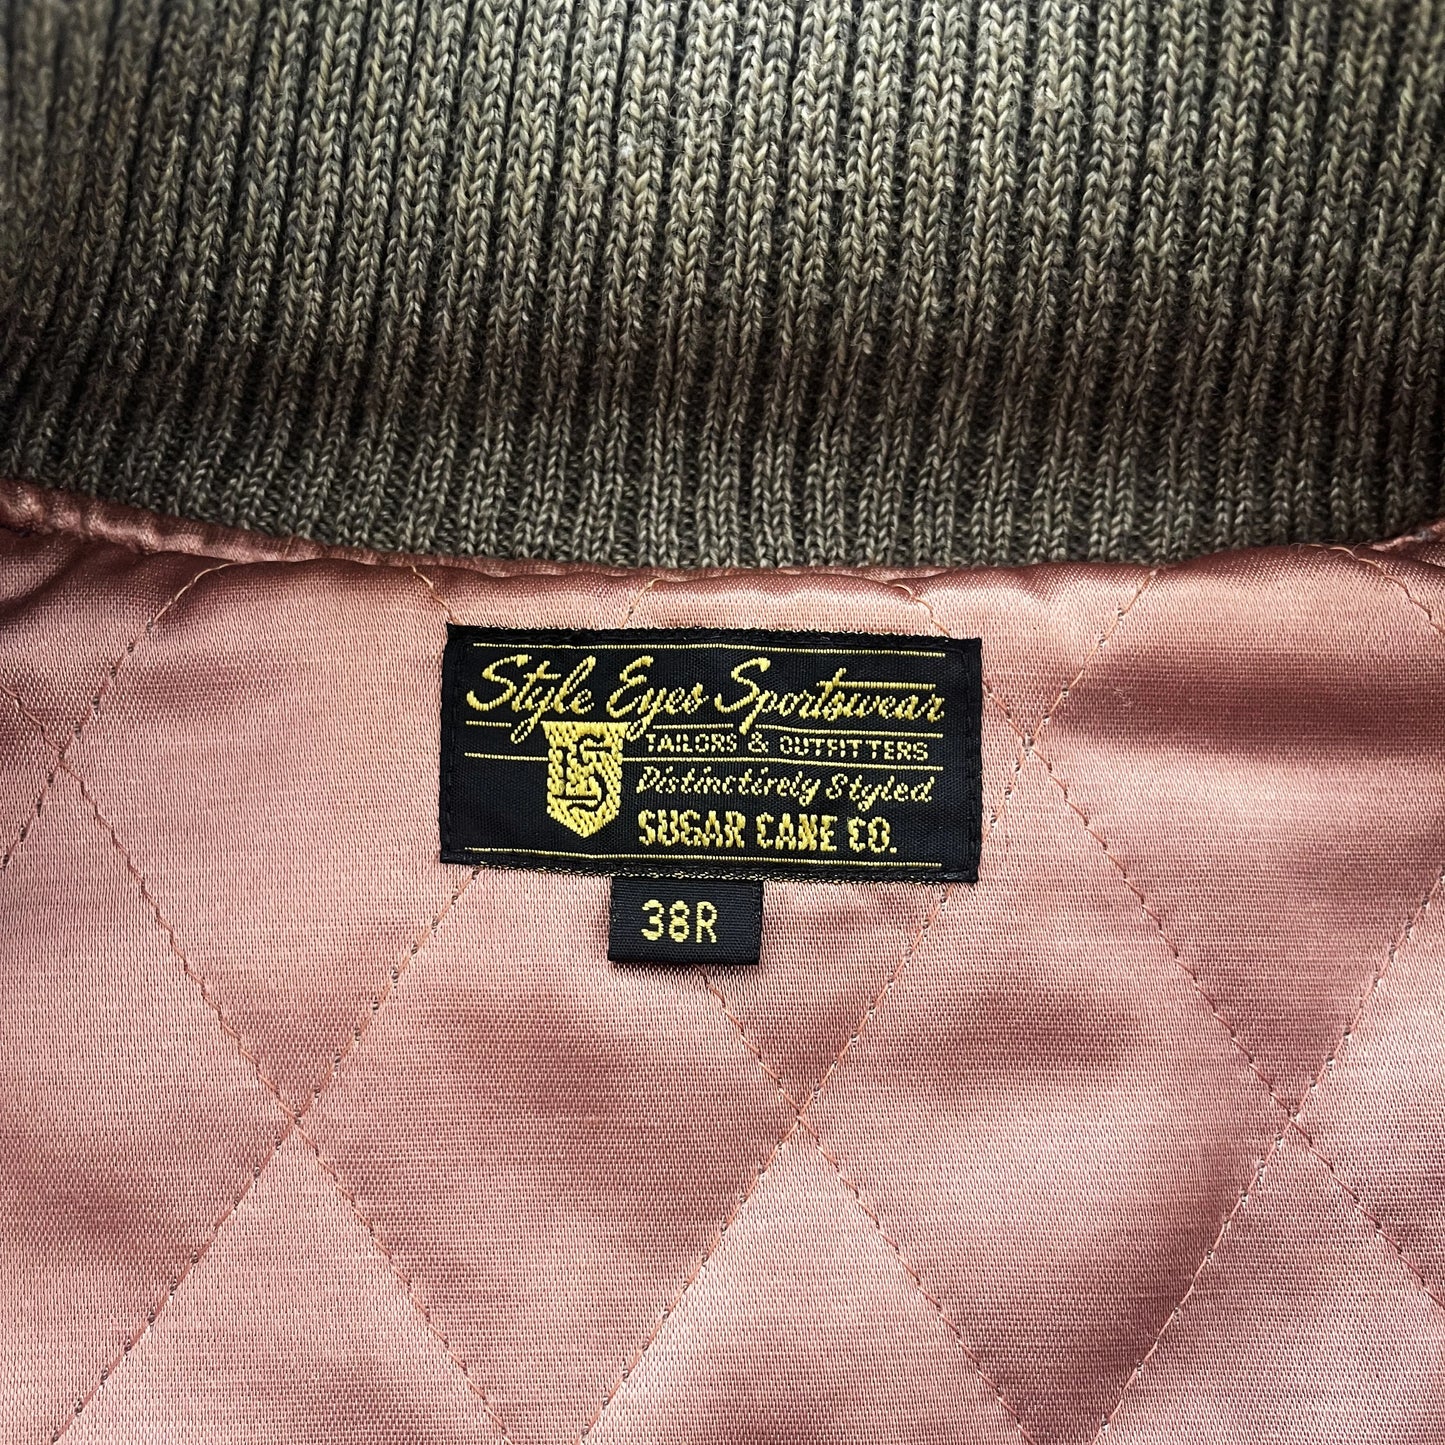 Style Eyes Sportswear
TAILORS & OUTFITTERS
Distinctively Styled
SUGAR CANE CO.
38R